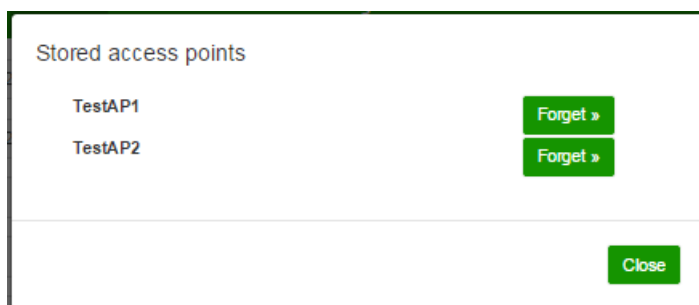 Stored access points
TestAP1
Forget »
TestAP2
Forget »
Close